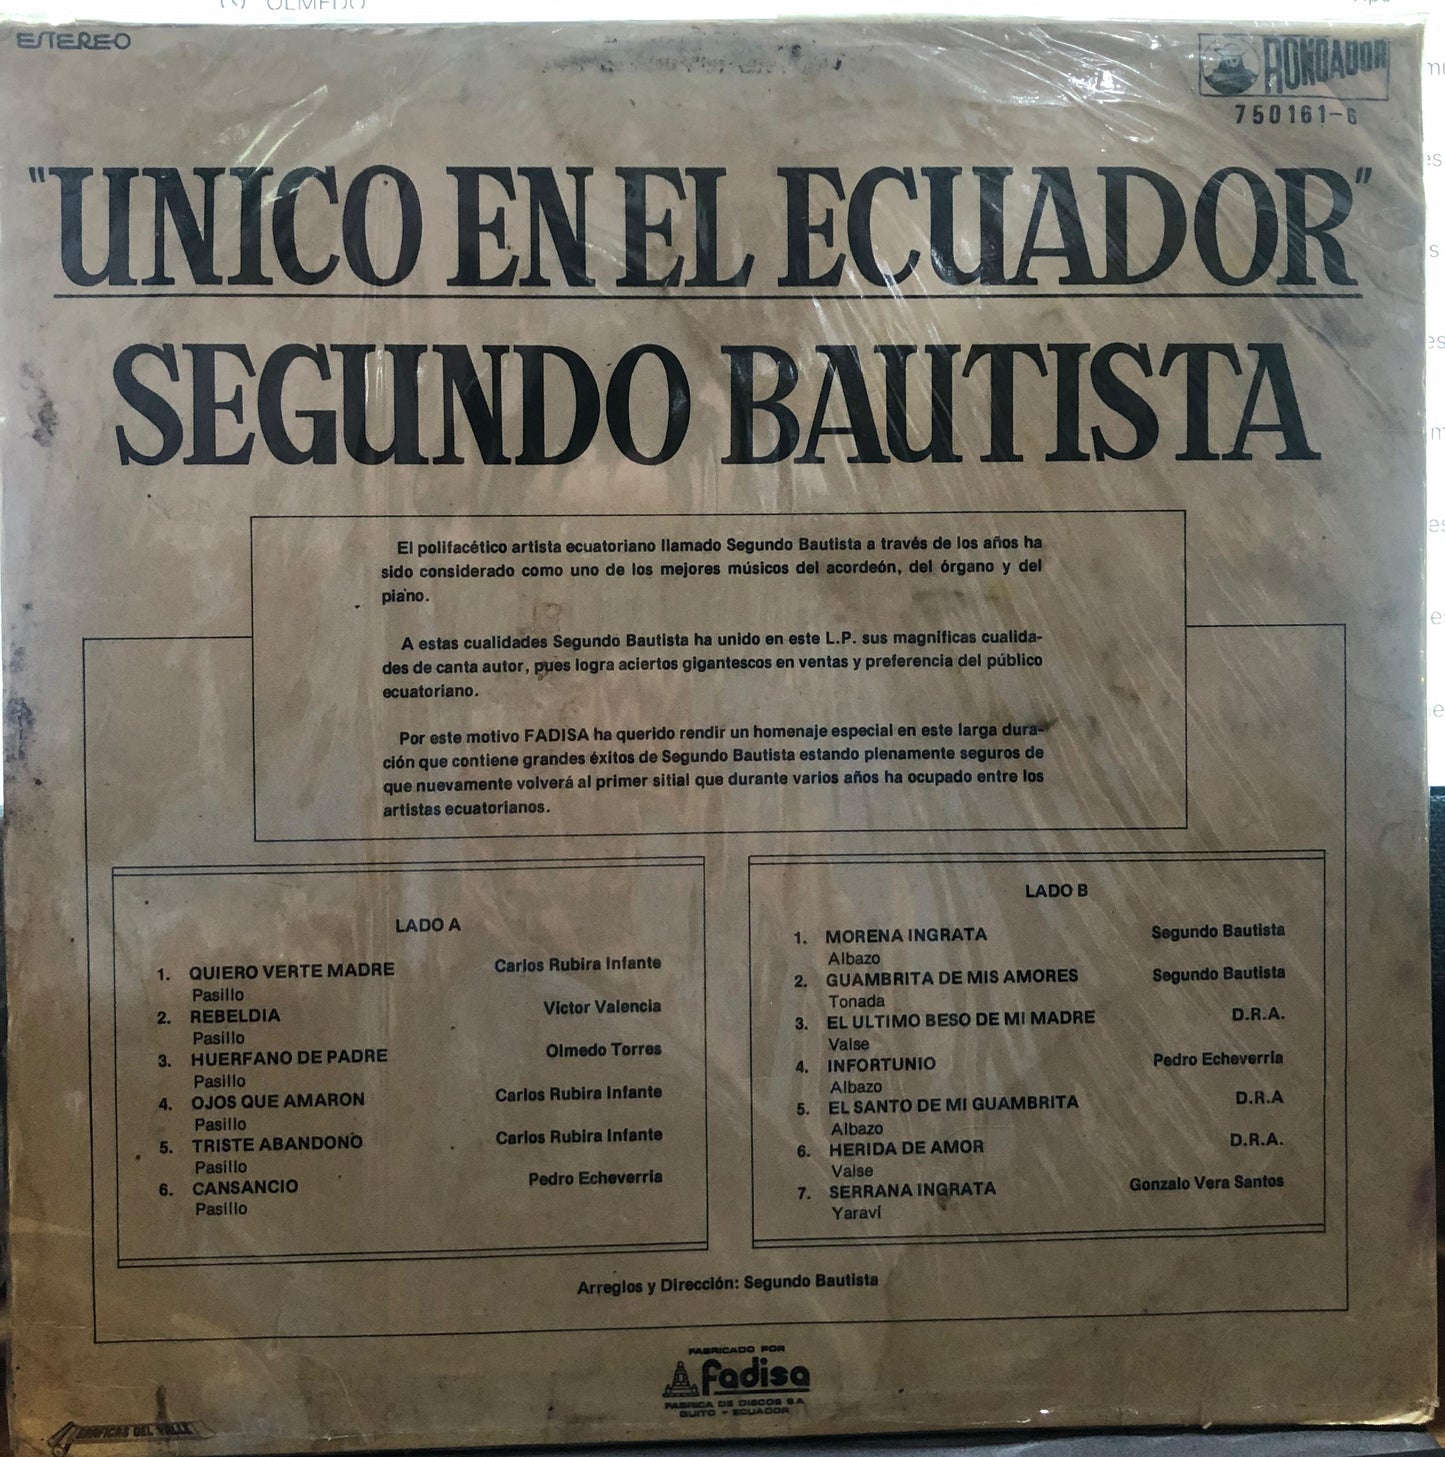 OLMEDO
ESTEREO
RONDADOR
750161-6
"UNICO EN EL ECUADOR"
SEGUNDO BAUTISTA
El polifacético artista ecuatoriano llamado Segundo Bautista a través de los años ha
sido considerado como uno de los mejores músicos del acordeón, del órgano y del
piano.
A estas cualidades Segundo Bautista ha unido en este L.P. sus magníficas cualida-
des de canta autor, pues logra aciertos gigantescos en ventas y preferencia del público
ecuatoriano.
Por este motivo FADISA ha querido rendir un homenaje especial en este larga dura-
ción que contiene grandes éxitos de Segundo Bautista estando plenamente seguros de
que nuevamente volverá al primer sitial que durante varios años ha ocupado entre los
artistas ecuatorianos.
LADO A
1. QUIERO VERTE MADRE Carlos Rubira Infante
Pasillo
2. REBELDIA Víctor Valencia
Pasillo
3. HUERFANO DE PADRE Olmedo Torres
Pasillo
4. OJOS QUE AMARON Carlos Rubira Infante
Pasillo
5. TRISTE ABANDONO Carlos Rubira Infante
Pasillo
6. CANSANCIO Pedro Echeverría
Pasillo
LADO B
1. MORENA INGRATA Segundo Bautista
Albazo
2. GUAMBRITA DE MIS AMORES Segundo Bautista
Tonada
3. EL ULTIMO BESO DE MI MADRE D.R.A.
Valse
4. INFORTUNIO Pedro Echeverría
Albazo
5. EL SANTO DE MI GUAMBRITA D.R.A
Albazo
6. HERIDA DE AMOR D.R.A.
Valse
7. SERRANA INGRATA Gonzalo Vera Santos
Yaraví
Arreglos y Dirección: Segundo Bautista
FABRICADO POR
Fadisa
FABRICA DE DISCOS S.A
QUITO - ECUADOR
GRAFICAS DEL VALLE